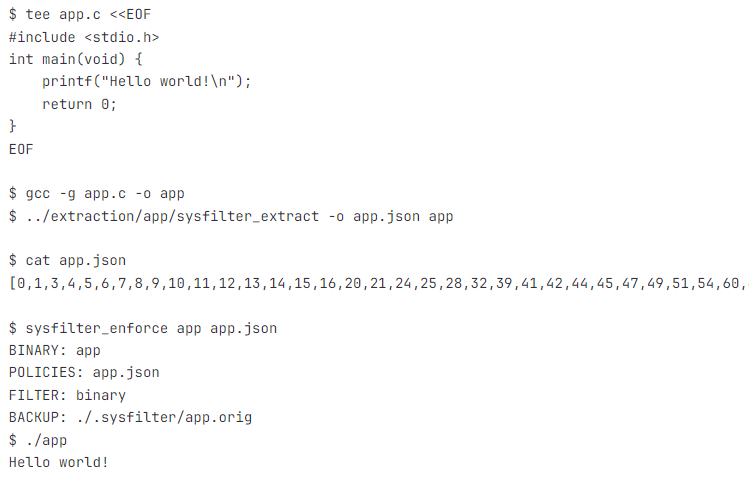 $ tee app.c <<EOF
#include <stdio.h>
int main(void) {
    printf("Hello world!\n");
    return 0;
}
EOF
$ gcc -g app.c -o app
$ ../extraction/app/sysfilter_extract -o app.json app
$ cat app.json
[0,1,3,4,5,6,7,8,9,10,11,12,13,14,15,16,20,21,24,25,28,32,39,41,42,44,45,47,49,51,54,60,
$ sysfilter_enforce app app.json
BINARY: app
POLICIES: app.json
FILTER: binary
BACKUP: ./.sysfilter/app.orig
$ ./app
Hello world!